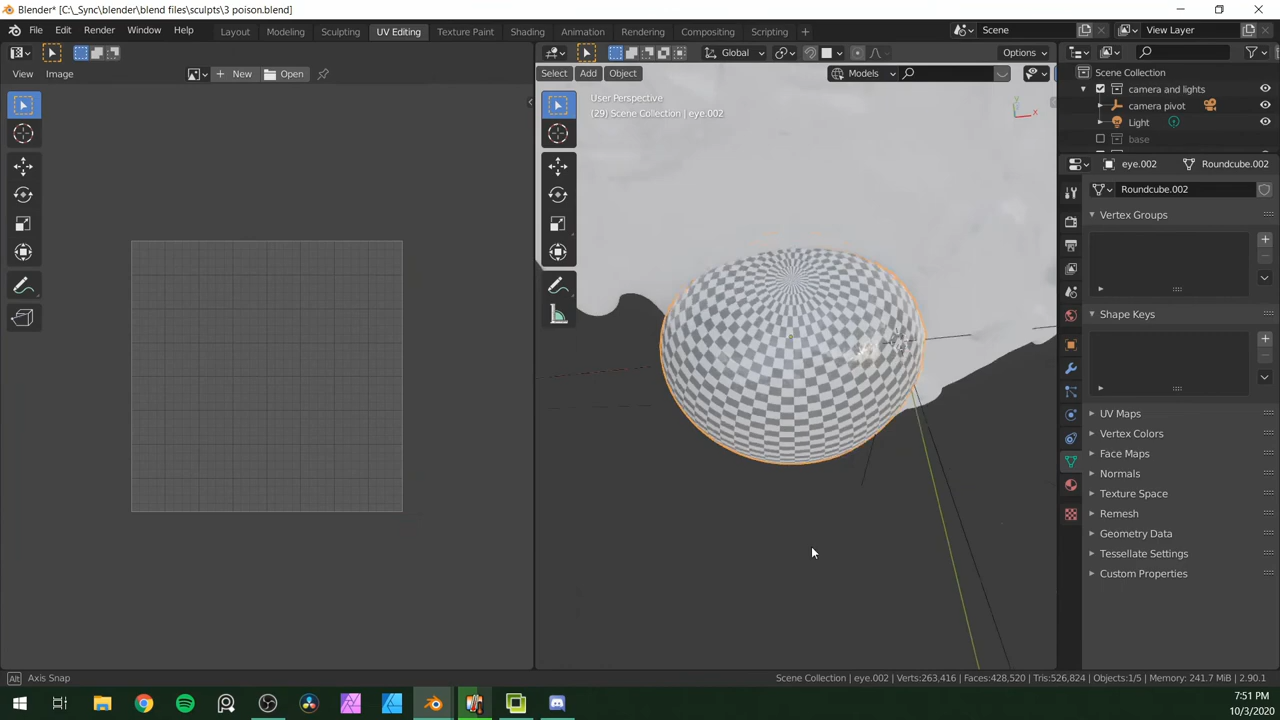 Blender* [C:\_Sync\blender\blend files\sculpts\3 poison.blend]
File Edit Render Window Help Layout Modeling Sculpting UV Editing Texture Paint Shading Animation Rendering Compositing Scripting + Scene View Layer
Global Options
View Image New Open Select Add Object Models
User Perspective
(29) Scene Collection | eye.002
Y
X
Scene Collection
camera and lights
camera pivot
Light
base
eye.002 Roundcube.002
Roundcube.002
Vertex Groups
Shape Keys
UV Maps
Vertex Colors
Face Maps
Normals
Texture Space
Remesh
Geometry Data
Tessellate Settings
Custom Properties
Alt Axis Snap Scene Collection | eye.002 | Verts:263,416 | Faces:428,520 | Tris:526,824 | Objects:1/5 | Memory: 241.7 MiB | 2.90.1
7:51 PM
10/3/2020